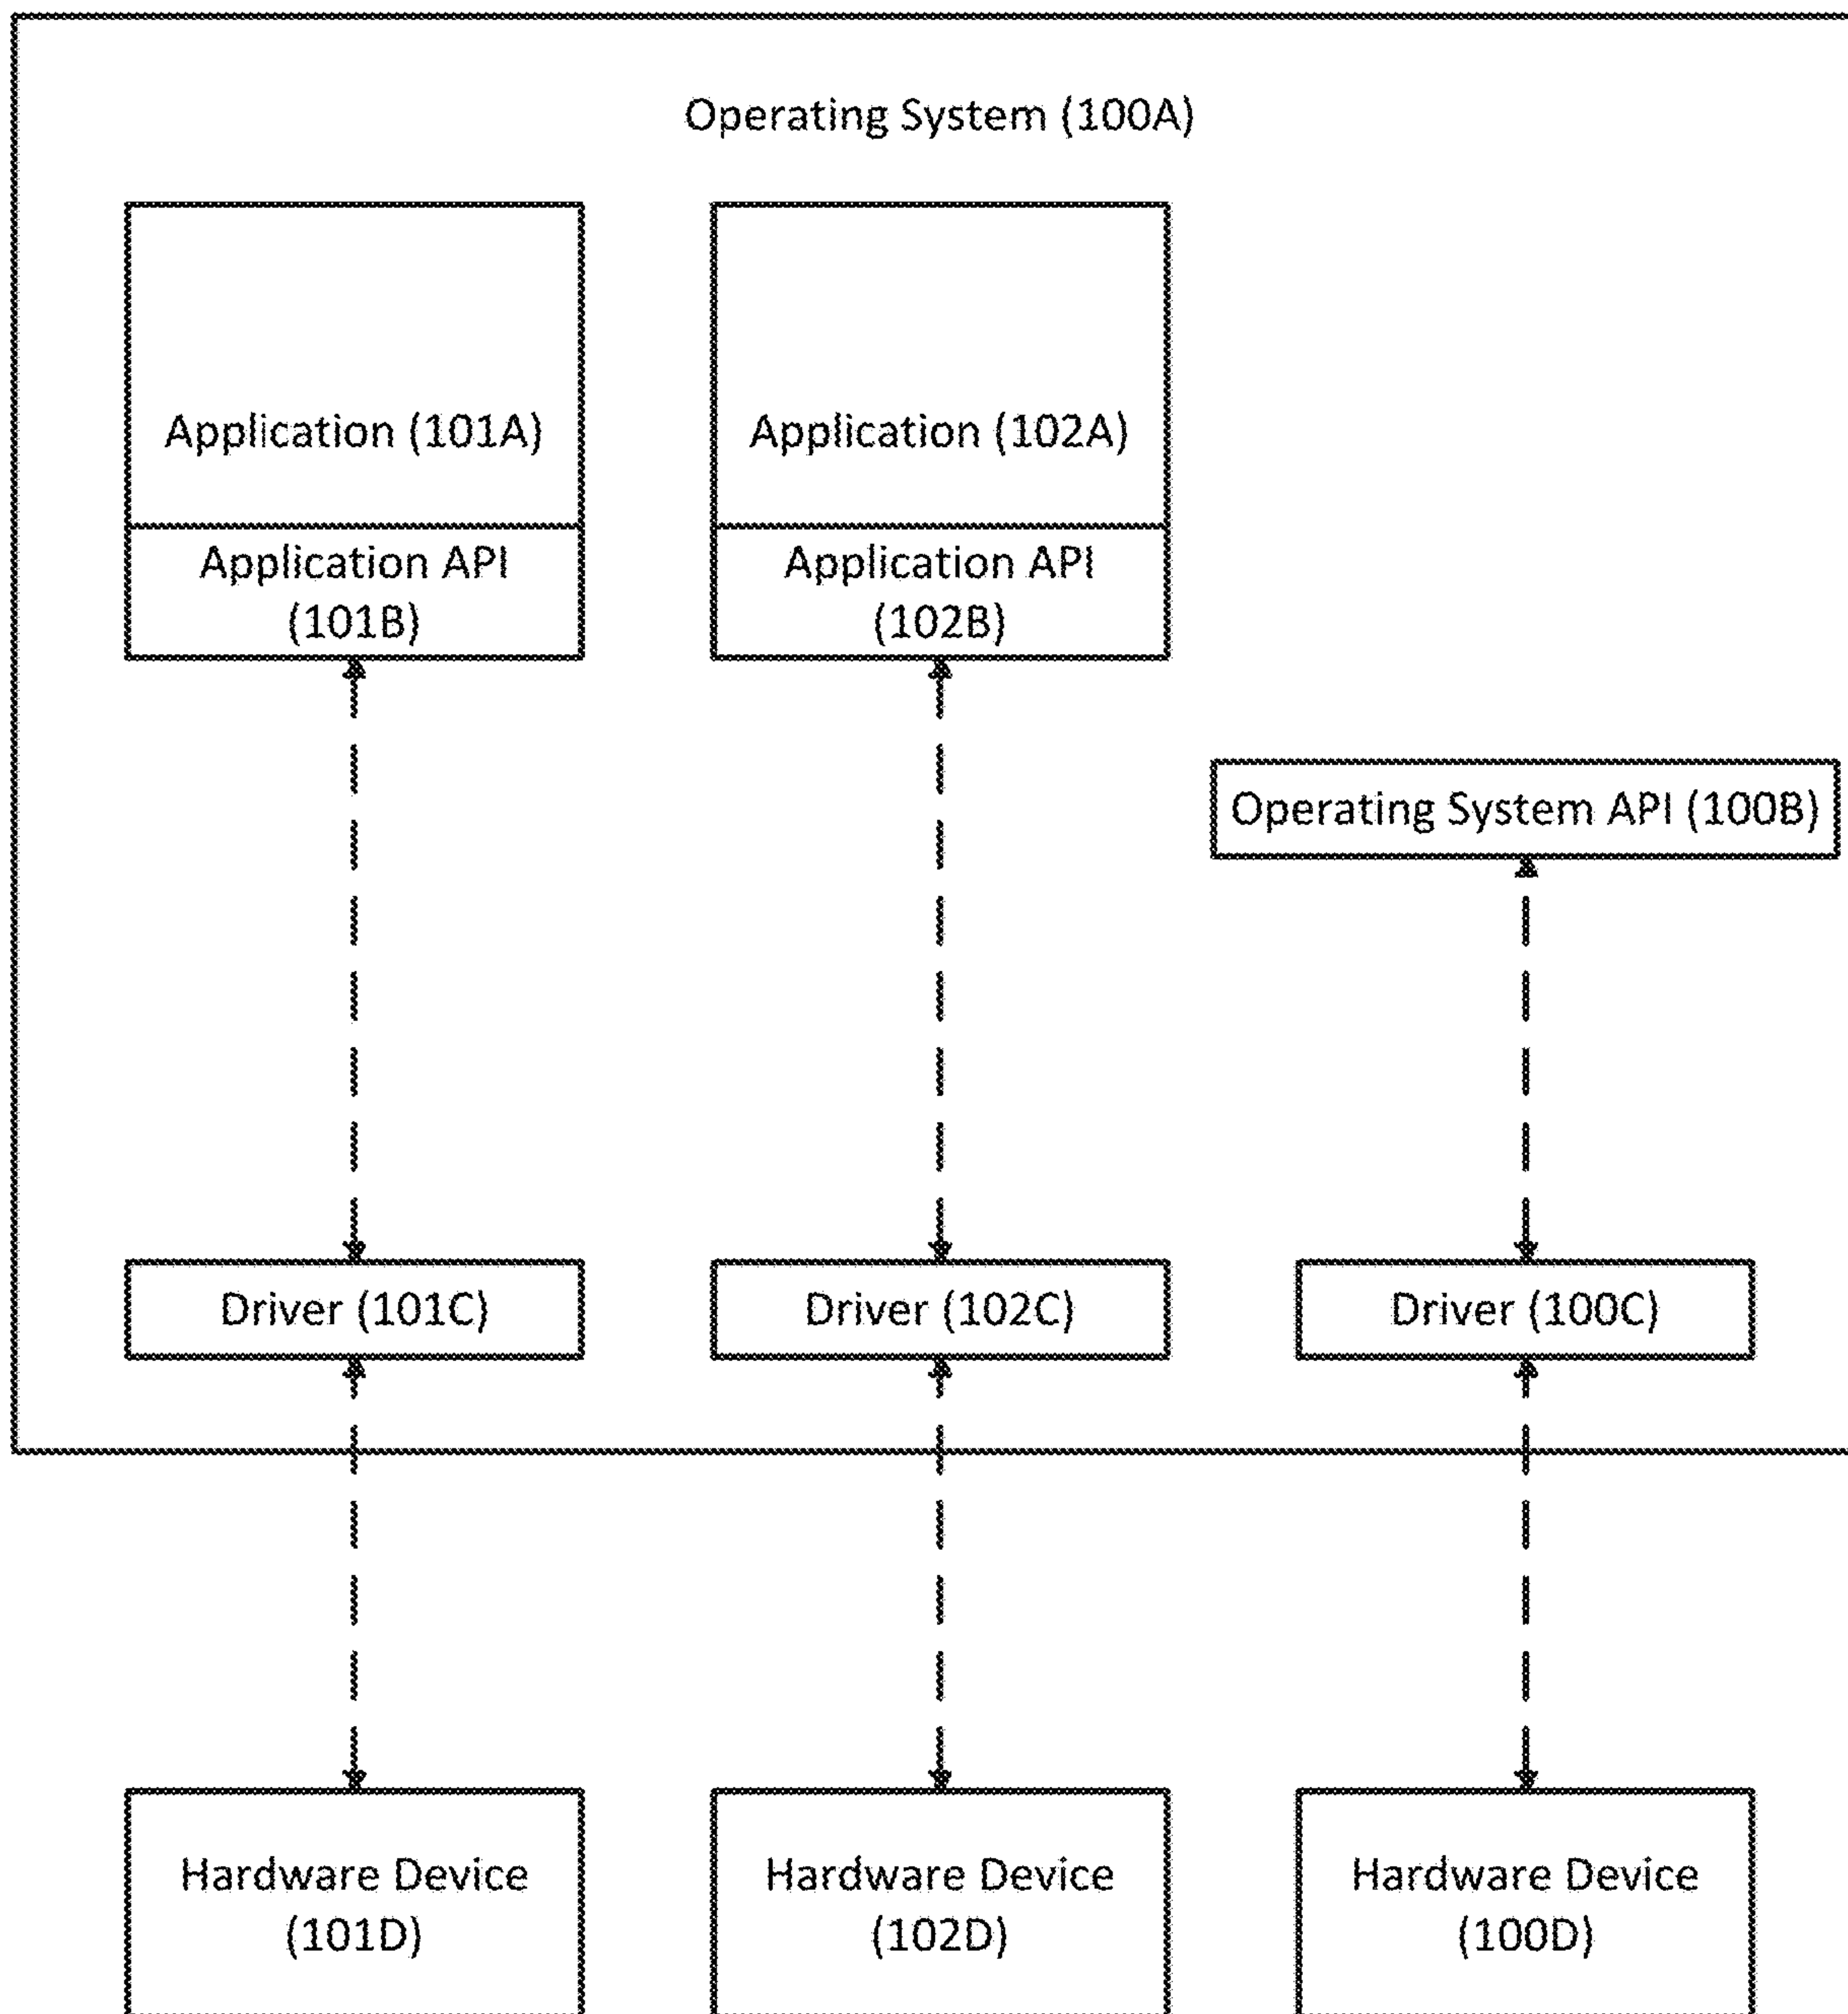 Operating System (100A)
Application (101A)
Application (102A)
Application API
(101B)
Application API
(102B)
Operating System API (100B)
Driver (101C)
Driver (102C)
Driver (100C)
Hardware Device
(101D)
Hardware Device
(102D)
Hardware Device
(100D)